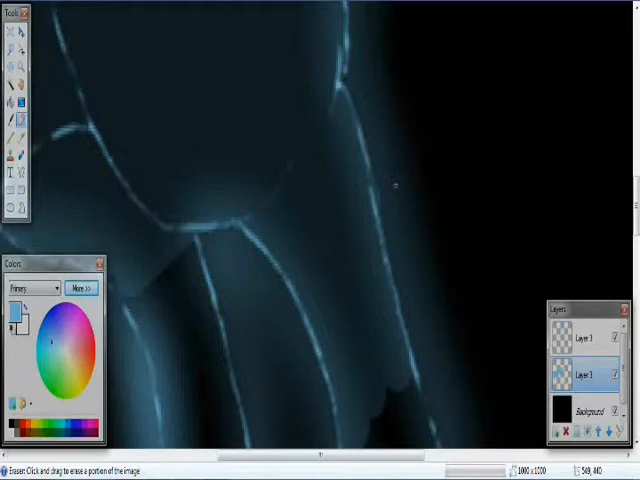 Tools
T
Colors
Primary
More >>
Layers
Layer 3
Layer 3
Background
Eraser: Click and drag to erase a portion of the image
1000 x 1000
549, 440